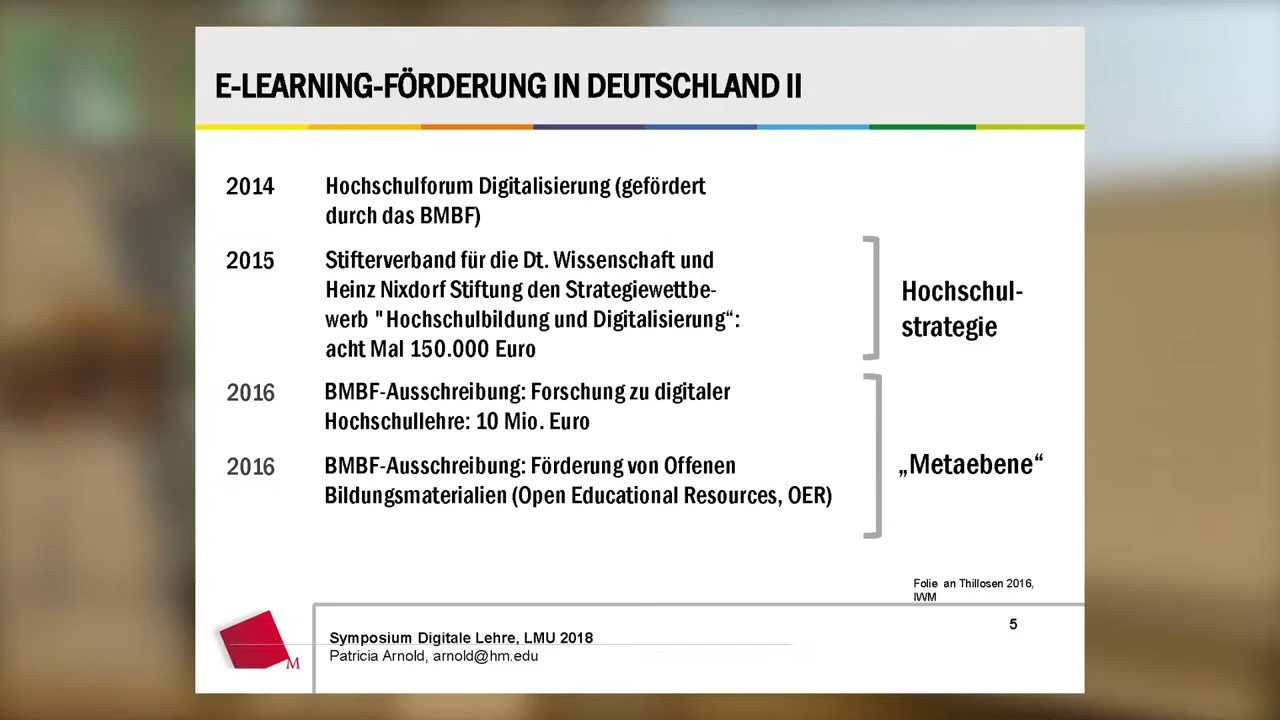 E-LEARNING-FÖRDERUNG IN DEUTSCHLAND II
2014 Hochschulforum Digitalisierung (gefördert
durch das BMBF)
2015 Stifterverband für die Dt. Wissenschaft und
Heinz Nixdorf Stiftung den Strategiewettbe-
werb "Hochschulbildung und Digitalisierung“:
acht Mal 150.000 Euro
Hochschul-
strategie
2016 BMBF-Ausschreibung: Forschung zu digitaler
Hochschullehre: 10 Mio. Euro
2016 BMBF-Ausschreibung: Förderung von Offenen
Bildungsmaterialien (Open Educational Resources, OER)
„Metaebene“
Folie an Thillosen 2016,
IWM
5
Symposium Digitale Lehre, LMU 2018
Patricia Arnold, arnold@hm.edu
M